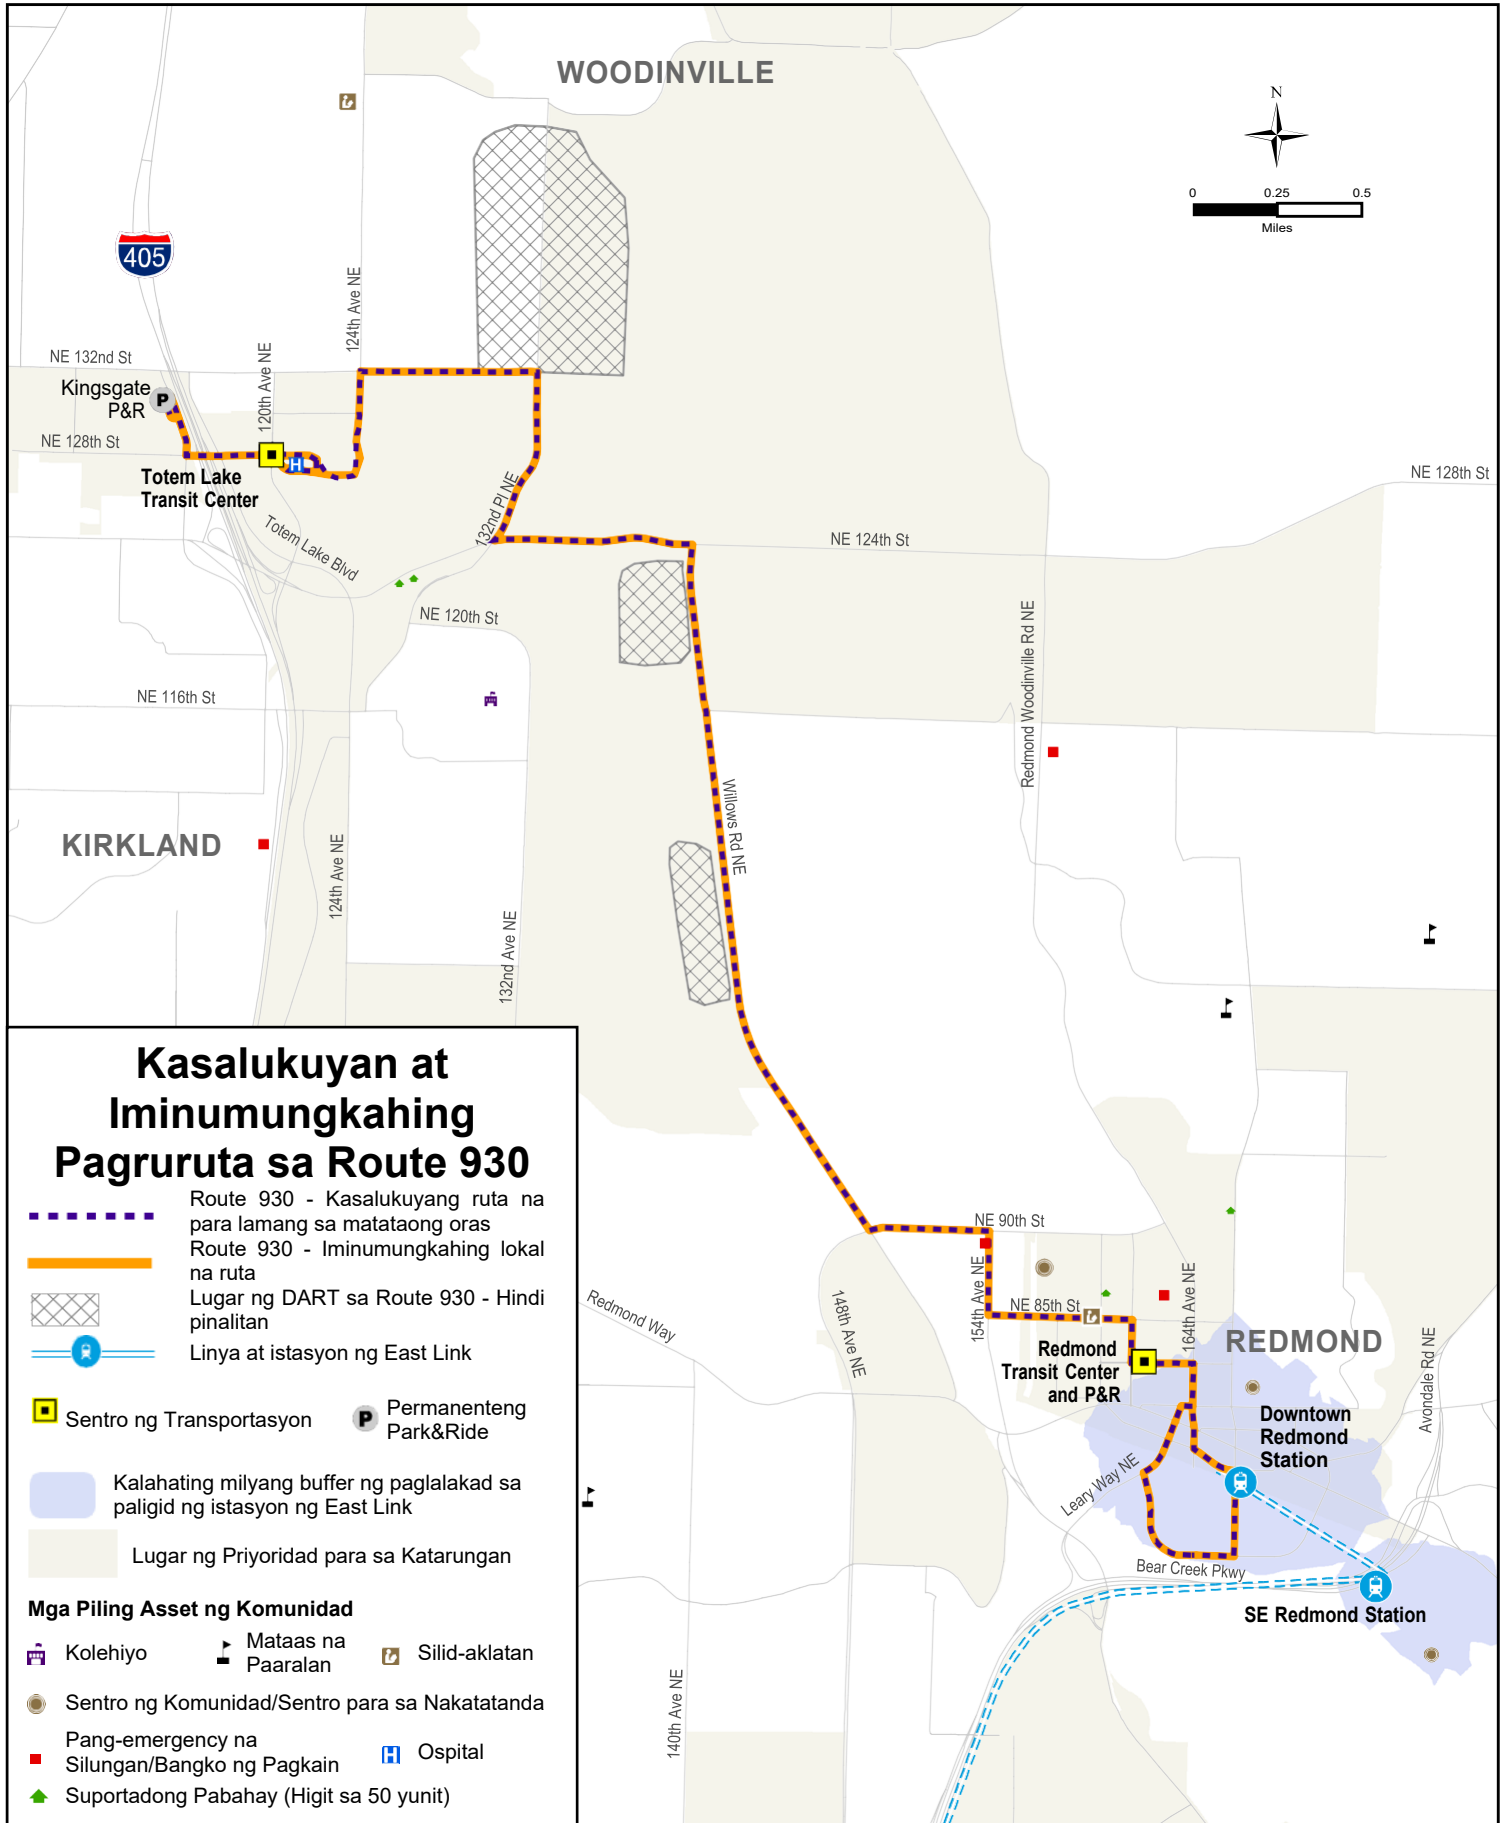 WOODINVILLE
N
0 0.25 0.5
Miles
405
124th Ave NE
NE 132nd St
120th Ave NE
Kingsgate
P&R
P
NE 128th St
H
Totem Lake
Transit Center
132nd Pl NE
NE 128th St
Totem Lake Blvd
NE 124th St
NE 120th St
Redmond Woodinville Rd NE
NE 116th St
Willows Rd NE
KIRKLAND
124th Ave NE
132nd Ave NE
NE 90th St
154th Ave NE
NE 85th St
164th Ave NE
Redmond Way
148th Ave NE
REDMOND
Redmond
Transit Center
and P&R
Avondale Rd NE
Downtown
Redmond
Station
Leary Way NE
Bear Creek Pkwy
SE Redmond Station
140th Ave NE
Kasalukuyan at
Iminumungkahing
Pagruruta sa Route 930
Route 930 - Kasalukuyang ruta na
para lamang sa matataong oras
Route 930 - Iminumungkahing lokal
na ruta
Lugar ng DART sa Route 930 - Hindi
pinalitan
Linya at istasyon ng East Link
Sentro ng Transportasyon
P
Permanenteng
Park&Ride
Kalahating milyang buffer ng paglalakad sa
paligid ng istasyon ng East Link
Lugar ng Priyoridad para sa Katarungan
Mga Piling Asset ng Komunidad
Kolehiyo
Mataas na
Paaralan
Silid-aklatan
Sentro ng Komunidad/Sentro para sa Nakatatanda
Pang-emergency na
Silungan/Bangko ng Pagkain
H
Ospital
Suportadong Pabahay (Higit sa 50 yunit)